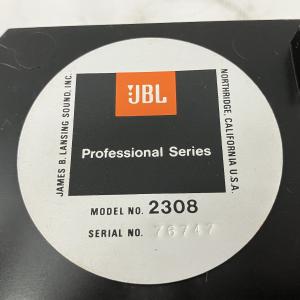 JBL
Professional Series
JAMES B. LANSING SOUND, INC.
NORTHRIDGE, CALIFORNIA U.S.A.
MODEL NO. 2308
SERIAL NO. 76747